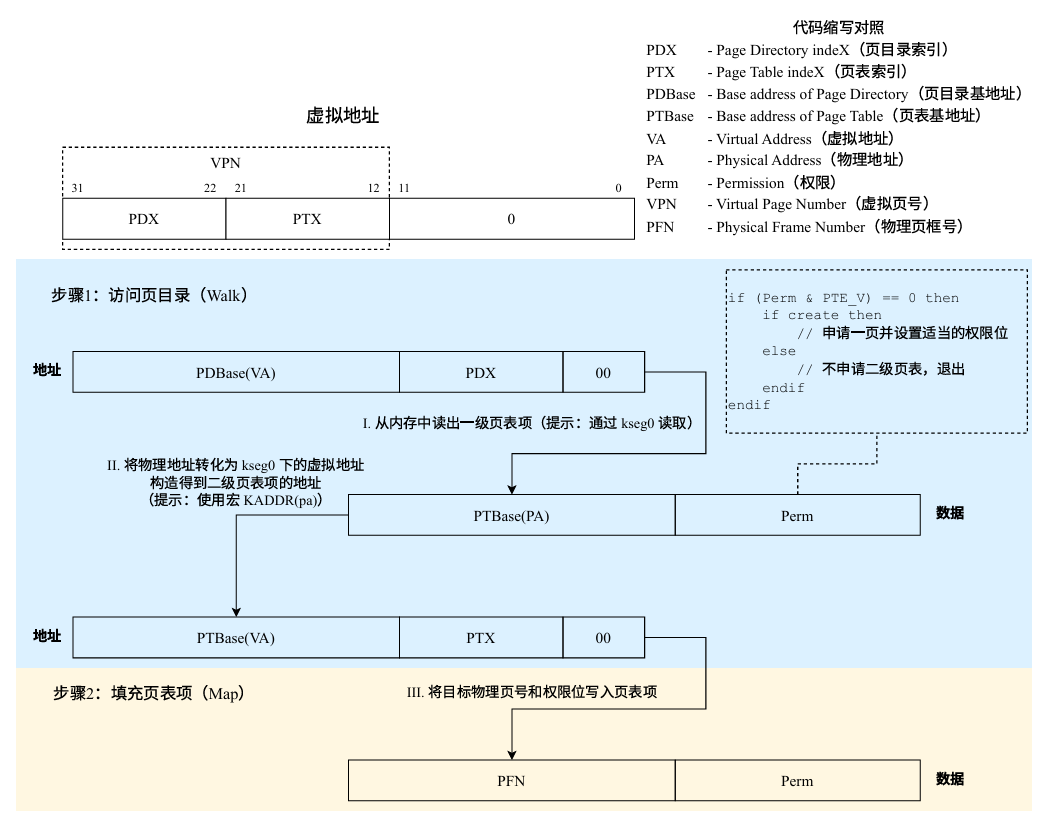 代码缩写对照
PDX - Page Directory indeX（页目录索引）
PTX - Page Table indeX（页表索引）
PDBase - Base address of Page Directory（页目录基地址）
PTBase - Base address of Page Table（页表基地址）
VA - Virtual Address（虚拟地址）
PA - Physical Address（物理地址）
Perm - Permission（权限）
VPN - Virtual Page Number（虚拟页号）
PFN - Physical Frame Number（物理页框号）
虚拟地址
VPN
31 22 21 12 11 0
PDX PTX 0
步骤1：访问页目录（Walk）
if (Perm & PTE_V) == 0 then
if create then
// 申请一页并设置适当的权限位
else
// 不申请二级页表，退出
endif
endif
地址 PDBase(VA) PDX 00
I. 从内存中读出一级页表项（提示：通过 kseg0 读取）
II. 将物理地址转化为 kseg0 下的虚拟地址
构造得到二级页表项的地址
（提示：使用宏 KADDR(pa)）
PTBase(PA) Perm 数据
地址 PTBase(VA) PTX 00
步骤2：填充页表项（Map）
III. 将目标物理页号和权限位写入页表项
PFN Perm 数据